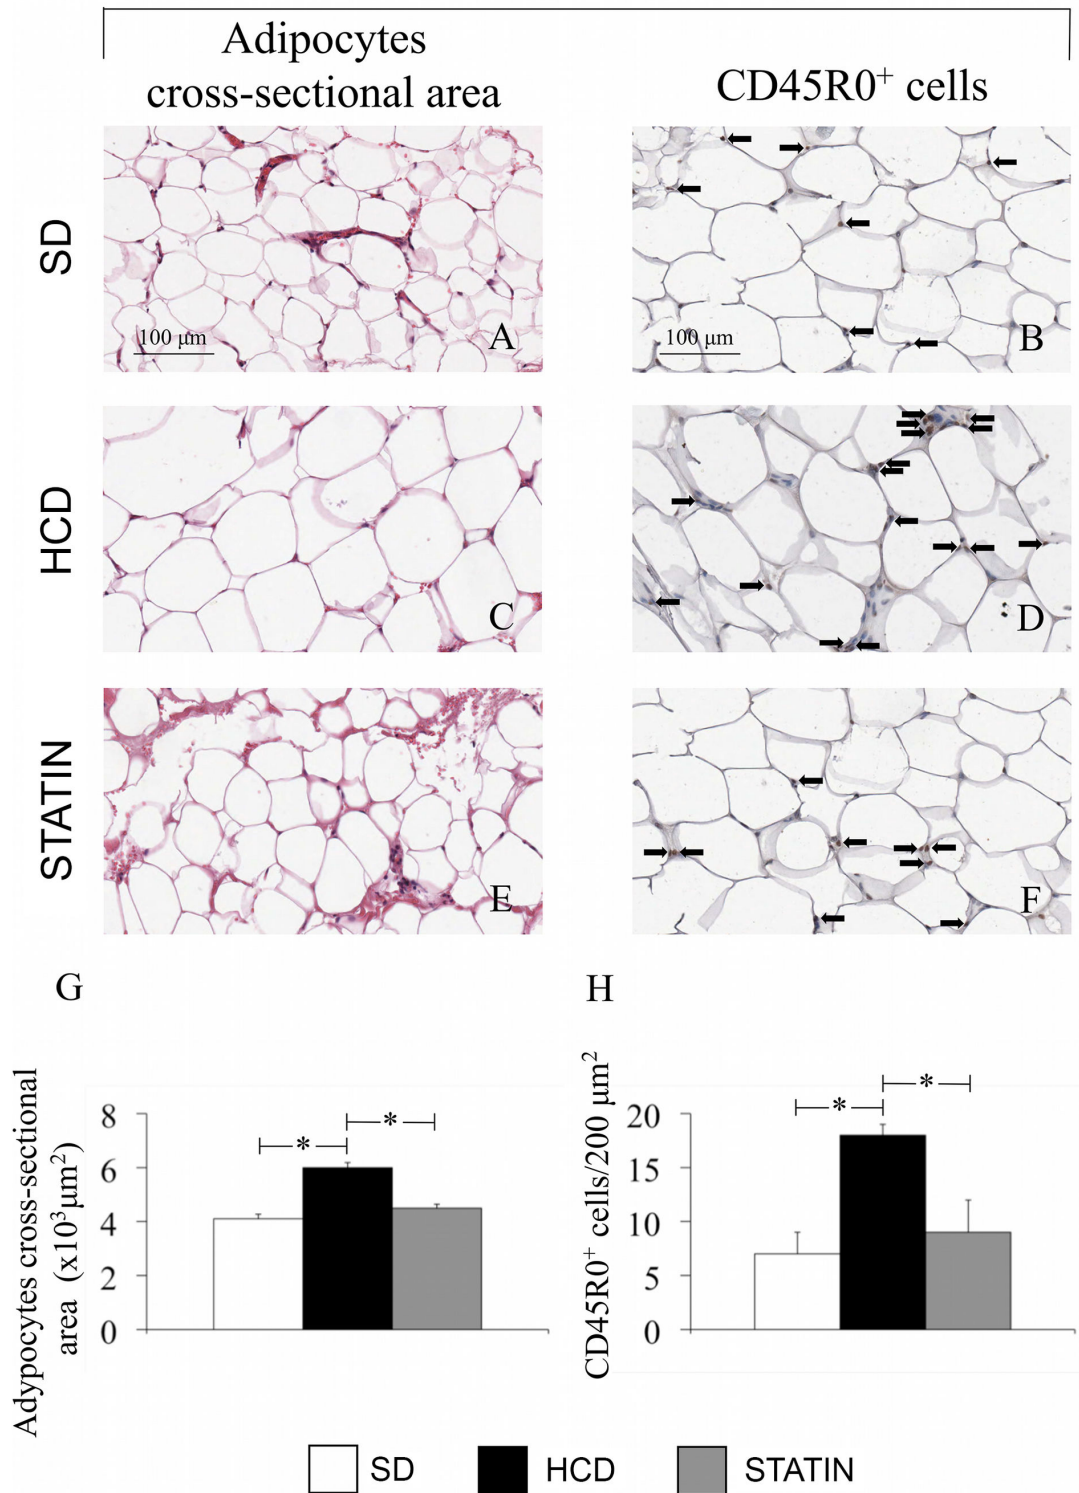 Adipocytes
cross-sectional area
CD45R0⁺ cells
SD
100 µm
A
100 µm
B
HCD
C
D
STATIN
E
F
G
H
Adypocytes cross-sectional
area (x10³µm²)
8
6
4
2
0
*
*
CD45R0⁺ cells/200 µm²
20
15
10
5
0
*
*
SD
HCD
STATIN